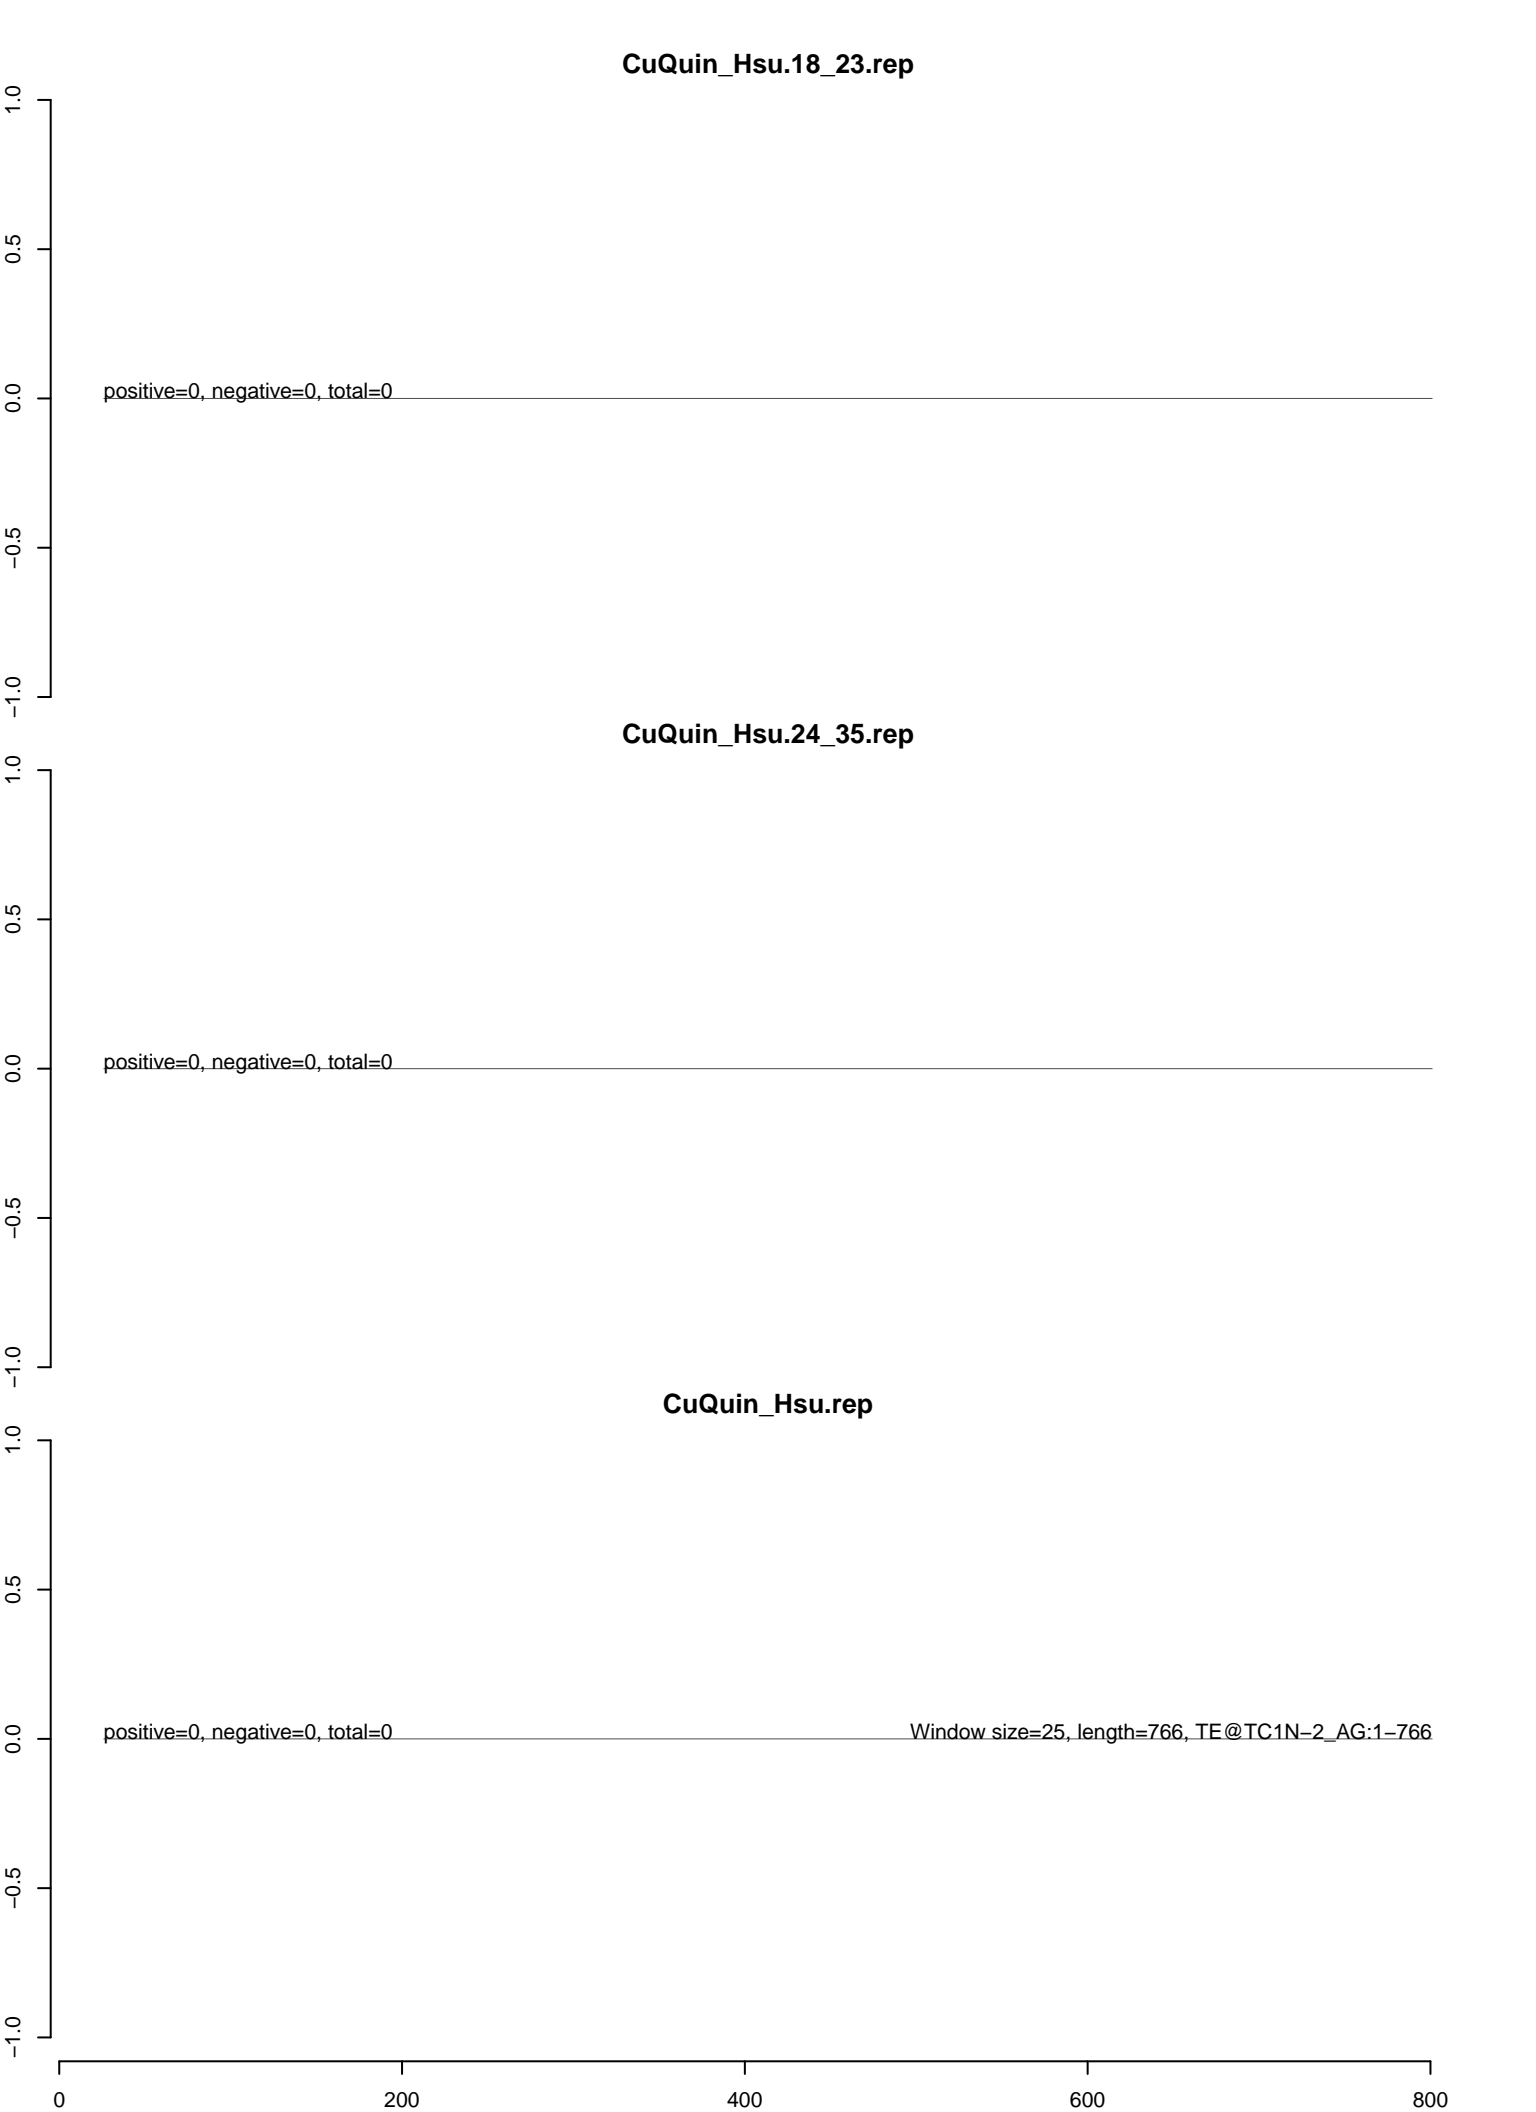 CuQuin_Hsu.18_23.rep
1.0
0.5
0.0
−0.5
−1.0
positive=0, negative=0, total=0
CuQuin_Hsu.24_35.rep
1.0
0.5
0.0
−0.5
−1.0
positive=0, negative=0, total=0
CuQuin_Hsu.rep
1.0
0.5
0.0
−0.5
−1.0
positive=0, negative=0, total=0
Window size=25, length=766, TE@TC1N−2_AG:1−766
0 200 400 600 800